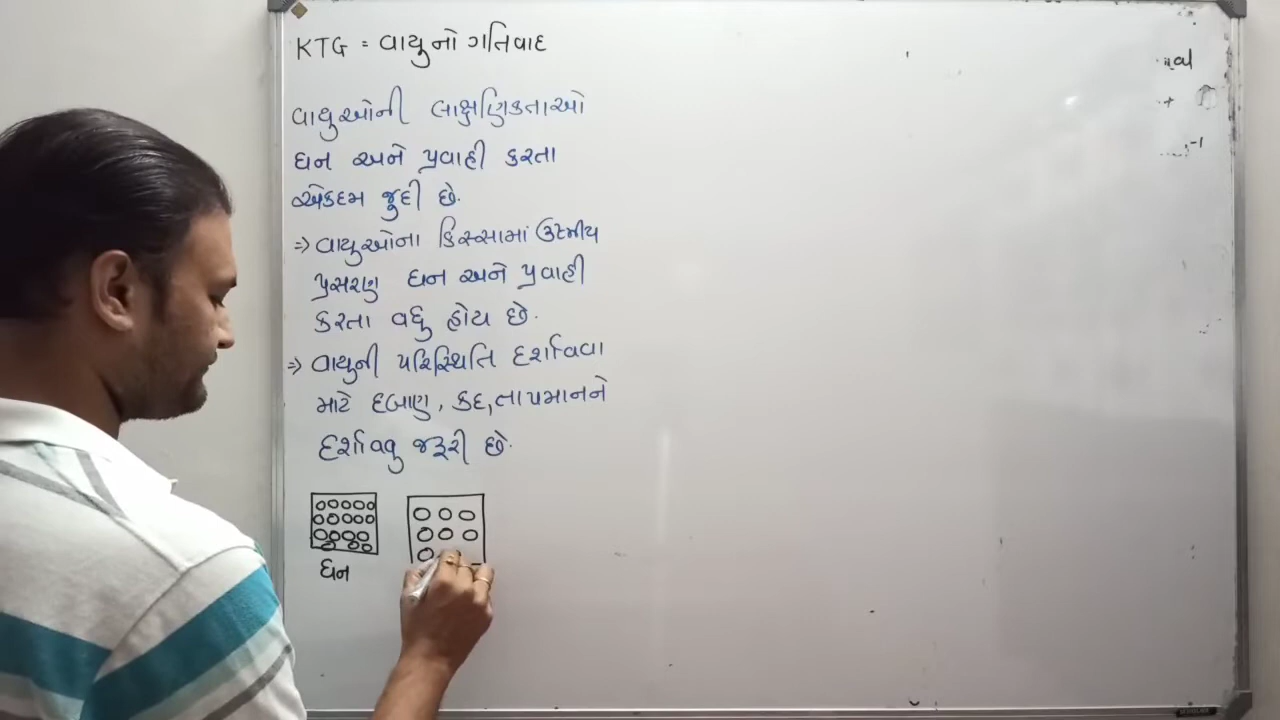 KTG = વાયુનો ગતિવાદ
વાયુઓની લાક્ષણિકતાઓ
ઘન અને પ્રવાહી કરતા
એકદમ જુદી છે.
=> વાયુઓના કિસ્સામાં ઉષ્મીય
પ્રસરણ ઘન અને પ્રવાહી
કરતા વધુ હોય છે.
=> વાયુની પરિસ્થિતિ દર્શાવવા
માટે દબાણ, કદ, તાપમાનને
દર્શાવવુ જરૂરી છે.
ઘન